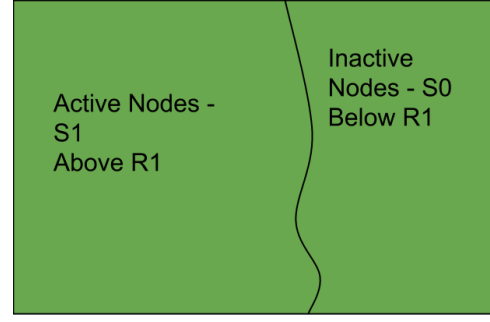 Active Nodes -
S1
Above R1
Inactive
Nodes - S0
Below R1